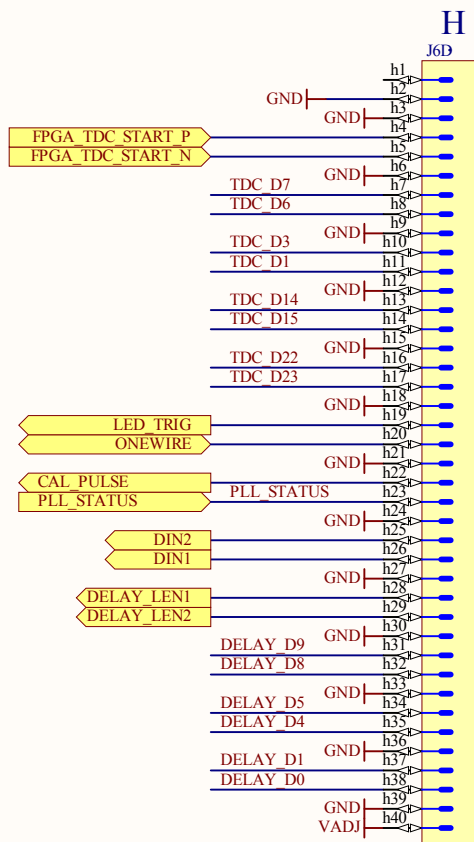 H
J6D
h1
GND h2
GND h3
FPGA_TDC_START_P h4
FPGA_TDC_START_N h5
GND h6
TDC_D7 h7
TDC_D6 h8
GND h9
TDC_D3 h10
TDC_D1 h11
GND h12
TDC_D14 h13
TDC_D15 h14
GND h15
TDC_D22 h16
TDC_D23 h17
GND h18
LED_TRIG h19
ONEWIRE h20
GND h21
CAL_PULSE h22
PLL_STATUS PLL_STATUS h23
GND h24
DIN2 h25
DIN1 h26
GND h27
DELAY_LEN1 h28
DELAY_LEN2 h29
GND h30
DELAY_D9 h31
DELAY_D8 h32
GND h33
DELAY_D5 h34
DELAY_D4 h35
GND h36
DELAY_D1 h37
DELAY_D0 h38
GND h39
VADJ h40